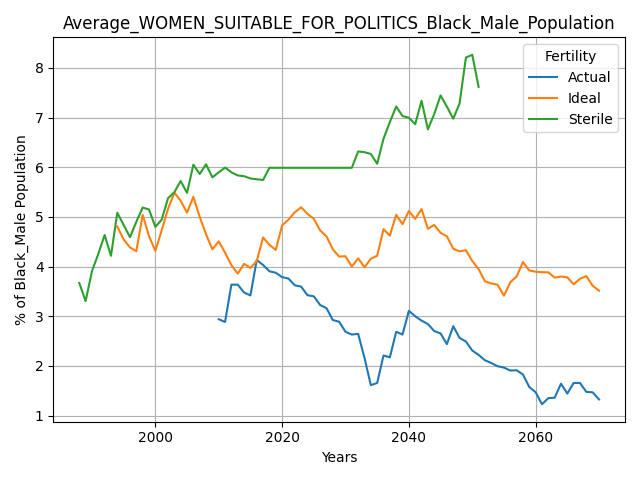 Average_WOMEN_SUITABLE_FOR_POLITICS_Black_Male_Population
Fertility
Actual
Ideal
Sterile
% of Black_Male Population
8
7
6
5
4
3
2
1
2000 2020 2040 2060
Years